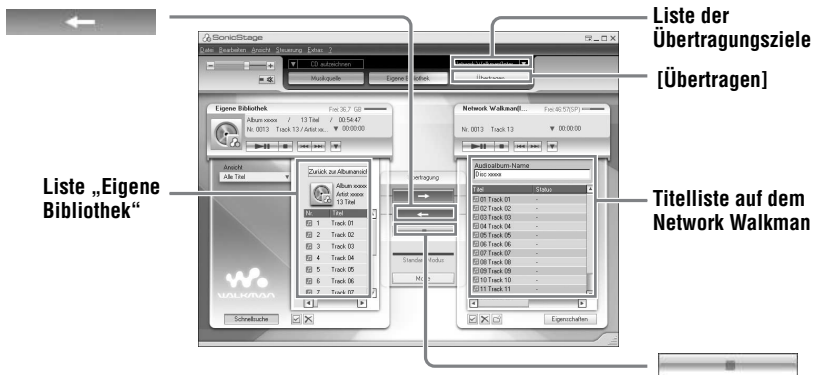 Liste der
Übertragungsziele
[Übertragen]
Liste „Eigene
Bibliothek“
Titelliste auf dem
Network Walkman
SonicStage
Datei Bearbeiten Ansicht Steuerung Extras ?
CD aufzeichnen
Musikquelle
Eigene Bibliothek
Übertragen
Eigene Bibliothek
Frei:36,7 GB
Album xxxxx / 13 Titel / 00:54:47
Nr. 0013 Track 13 / Artist xx... 00:00:00
Ansicht
Alle Titel
Zurück zur Albumansicht
Album xxxxx
Artist xxxxx
13 Titel
Nr. Titel
1 Track 01
2 Track 02
3 Track 03
4 Track 04
5 Track 05
6 Track 06
7 Track 07
WALKMAN
Schnellsuche
Übertragung
Standard-Modus
Network Walkman(I...
Frei:46:57(SP)
Nr. 0013 Track 13 00:00:00
Audioalbum-Name
Disc xxxxx
Titel Status
01 Track 01 -
02 Track 02 -
03 Track 03 -
04 Track 04 -
05 Track 05 -
06 Track 06 -
07 Track 07 -
08 Track 08 -
09 Track 09 -
10 Track 10 -
11 Track 11 -
Eigenschaften